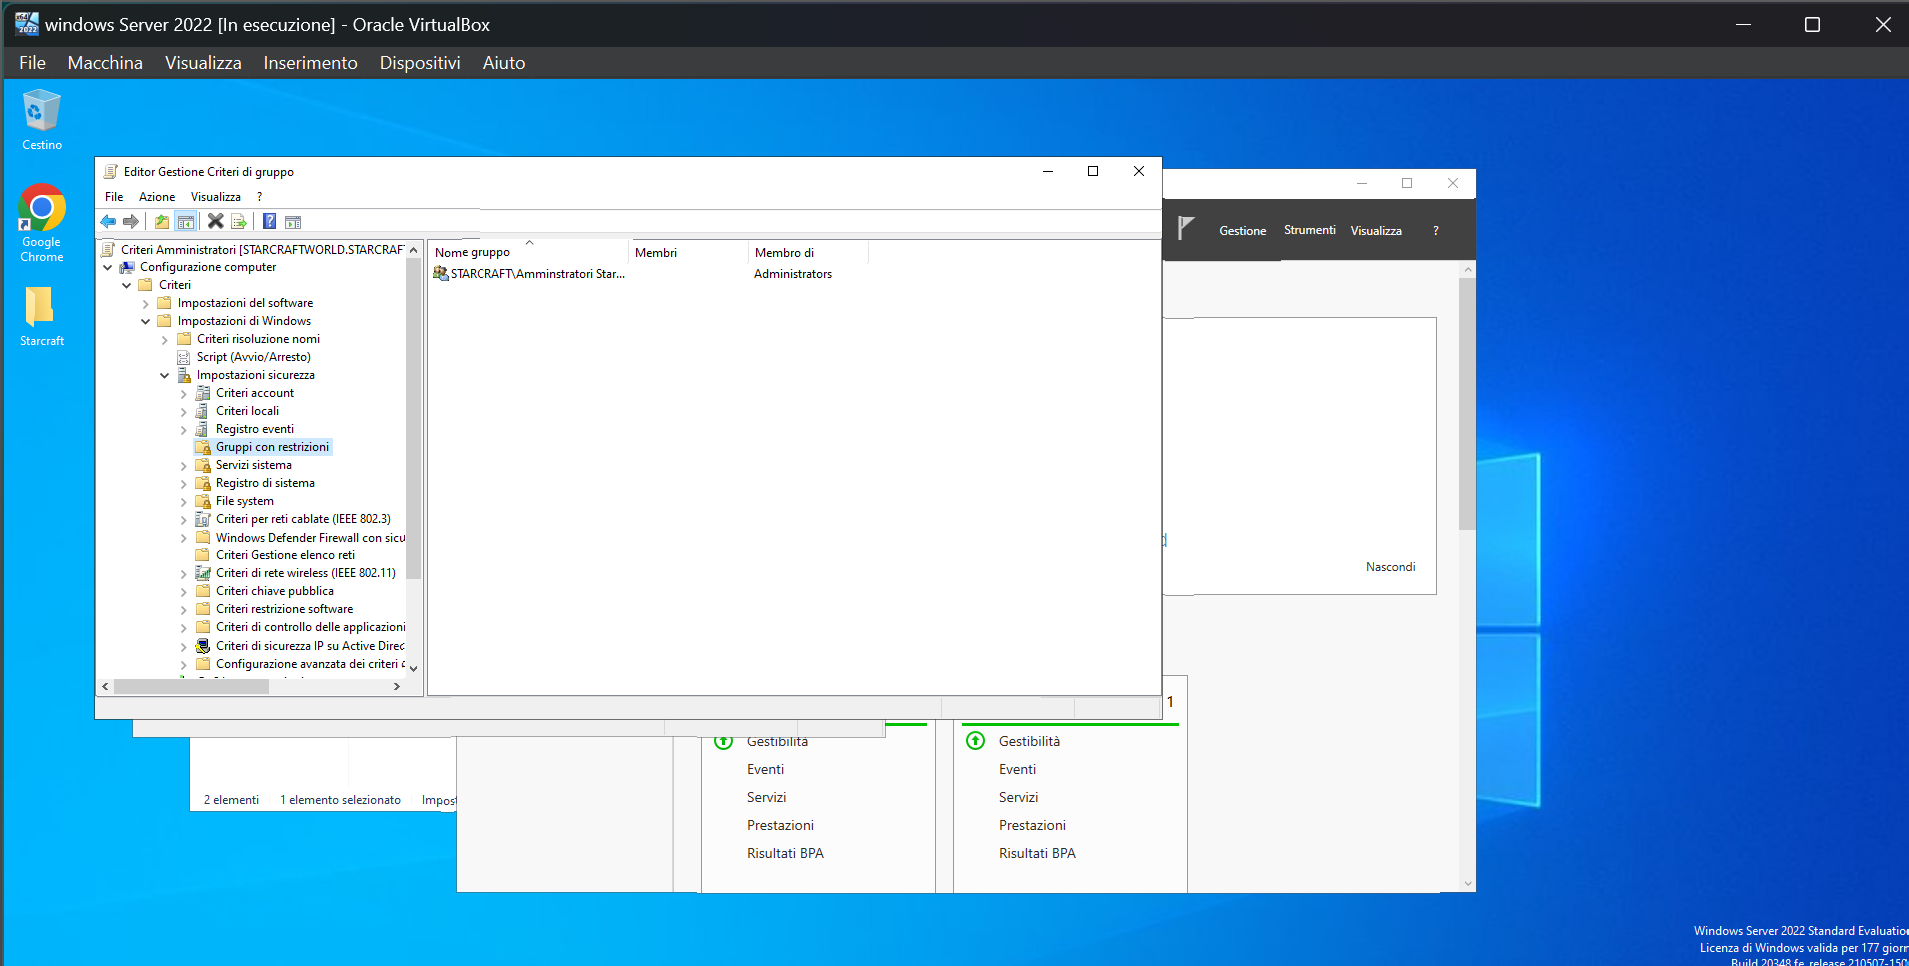 windows Server 2022 [In esecuzione] - Oracle VirtualBox
File Macchina Visualizza Inserimento Dispositivi Aiuto
Cestino
Google
Chrome
Starcraft
Editor Gestione Criteri di gruppo
File Azione Visualizza ?
Criteri Amministratori [STARCRAFTWORLD.STARCRAFT
Configurazione computer
Criteri
Impostazioni del software
Impostazioni di Windows
Criteri risoluzione nomi
Script (Avvio/Arresto)
Impostazioni sicurezza
Criteri account
Criteri locali
Registro eventi
Gruppi con restrizioni
Servizi sistema
Registro di sistema
File system
Criteri per reti cablate (IEEE 802.3)
Windows Defender Firewall con sicu
Criteri Gestione elenco reti
Criteri di rete wireless (IEEE 802.11)
Criteri chiave pubblica
Criteri restrizione software
Criteri di controllo delle applicazioni
Criteri di sicurezza IP su Active Direc
Configurazione avanzata dei criteri
Nome gruppo Membri Membro di
STARCRAFT\Amminstratori Star... Administrators
Gestione Strumenti Visualizza ?
Nascondi
1
Gestibilità
Eventi
Servizi
Prestazioni
Risultati BPA
Gestibilità
Eventi
Servizi
Prestazioni
Risultati BPA
2 elementi 1 elemento selezionato Impost
Windows Server 2022 Standard Evaluatio
Licenza di Windows valida per 177 giorn
Build 20348.fe_release.210507-150